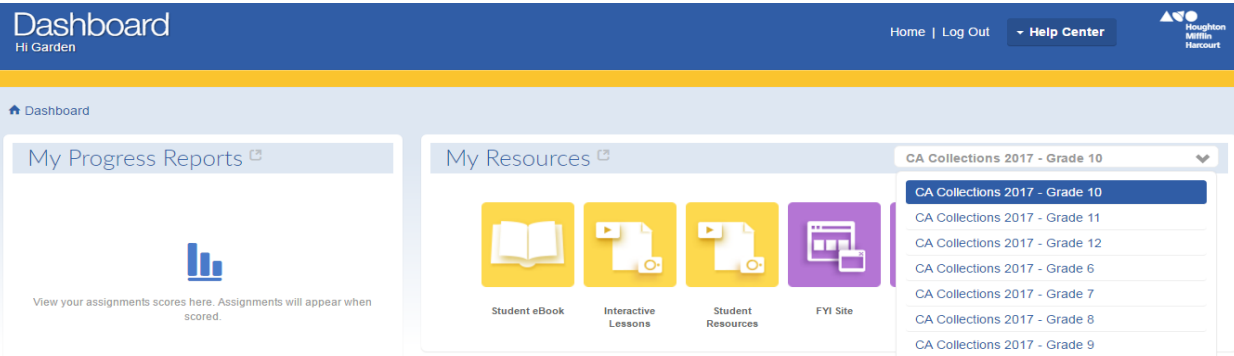 Dashboard
Hi Garden
Home | Log Out
Help Center
Houghton
Mifflin
Harcourt
Dashboard
My Progress Reports
View your assignments scores here. Assignments will appear when
scored.
My Resources
CA Collections 2017 - Grade 10
Student eBook
Interactive
Lessons
Student
Resources
FYI Site
CA Collections 2017 - Grade 10
CA Collections 2017 - Grade 11
CA Collections 2017 - Grade 12
CA Collections 2017 - Grade 6
CA Collections 2017 - Grade 7
CA Collections 2017 - Grade 8
CA Collections 2017 - Grade 9